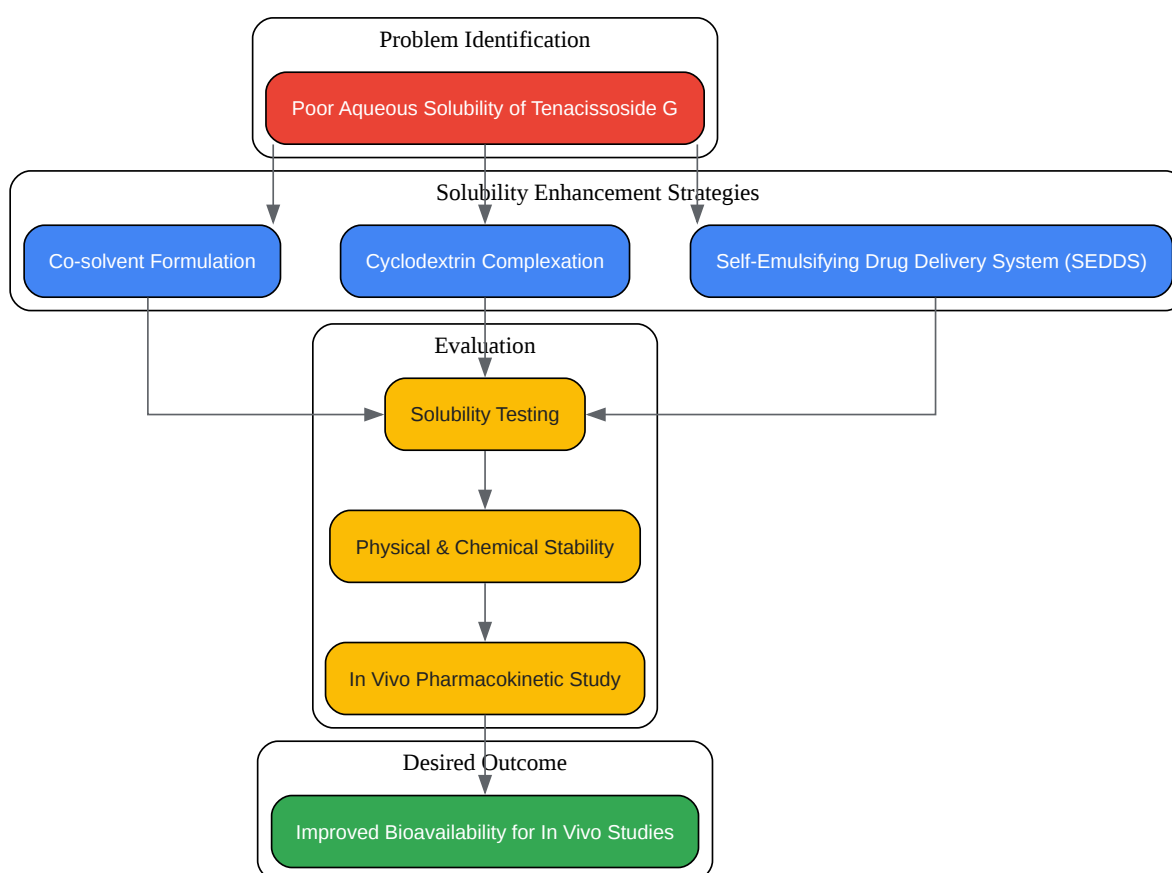 Problem Identification
Poor Aqueous Solubility of Tenacissoside G
Solubility Enhancement Strategies
Co-solvent Formulation
Cyclodextrin Complexation
Self-Emulsifying Drug Delivery System (SEDDS)
Evaluation
Solubility Testing
Physical & Chemical Stability
In Vivo Pharmacokinetic Study
Desired Outcome
Improved Bioavailability for In Vivo Studies